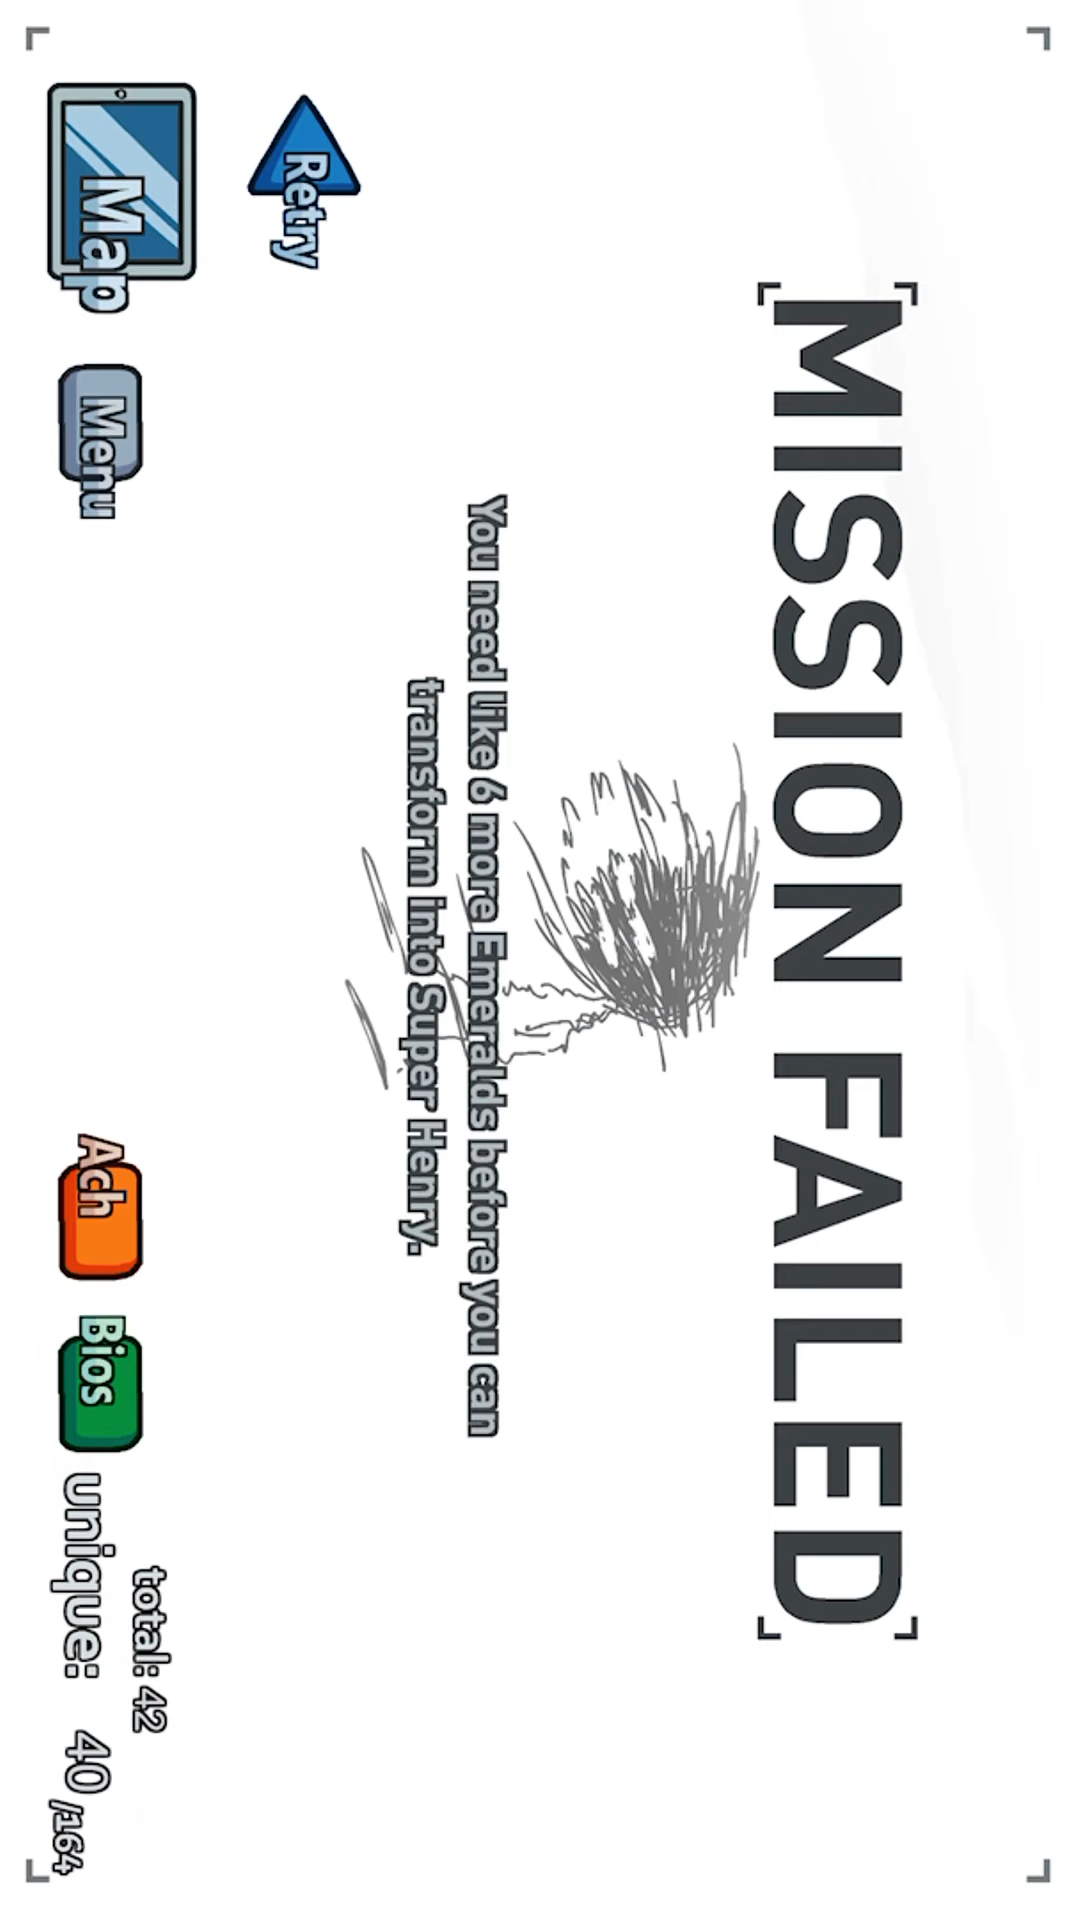 MISSION FAILED
You need like 6 more Emeralds before you can
transform into Super Henry.
Retry
Map
Menu
Ach
Bios
total: 42
unique: 40/164